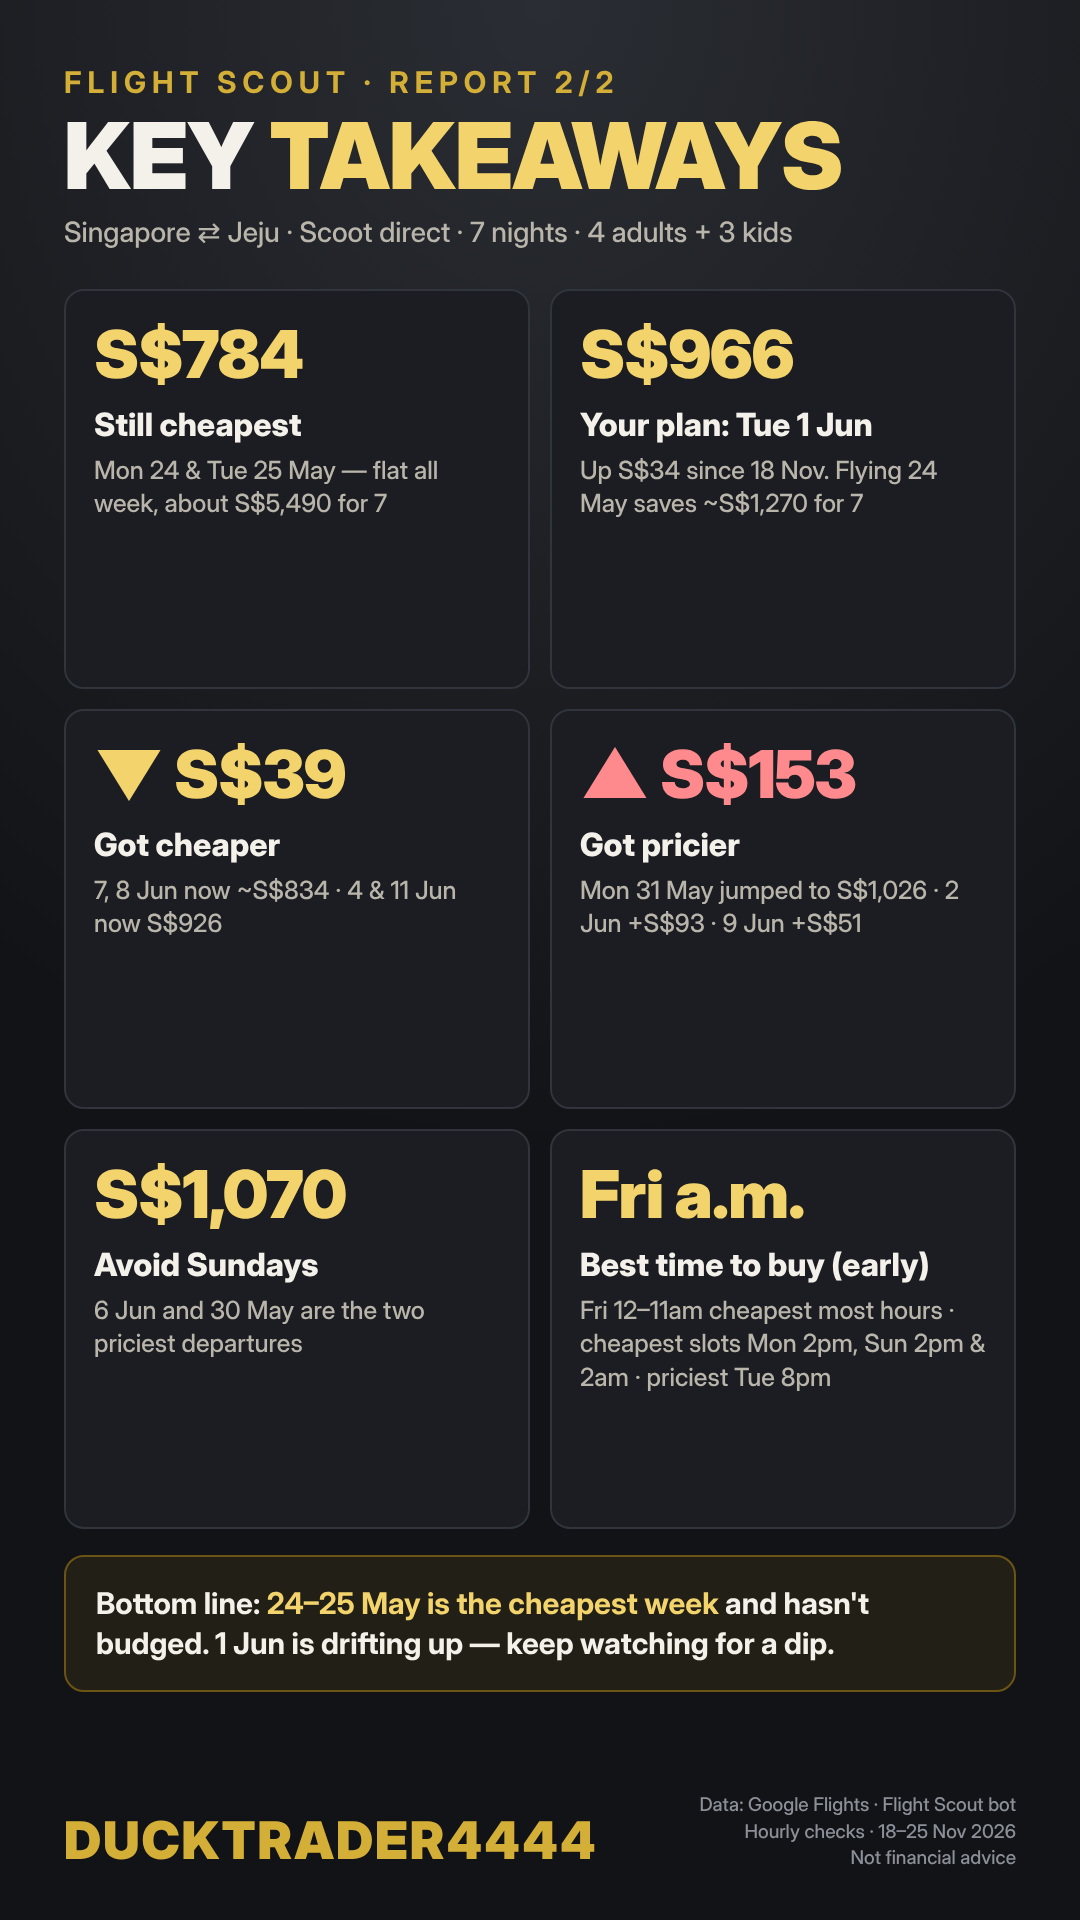 FLIGHT SCOUT · REPORT 2/2
KEY TAKEAWAYS
Singapore ⇄ Jeju · Scoot direct · 7 nights · 4 adults + 3 kids
S$784
Still cheapest
Mon 24 & Tue 25 May — flat all
week, about S$5,490 for 7
S$966
Your plan: Tue 1 Jun
Up S$34 since 18 Nov. Flying 24
May saves ~S$1,270 for 7
▼ S$39
Got cheaper
7, 8 Jun now ~S$834 · 4 & 11 Jun
now S$926
▲ S$153
Got pricier
Mon 31 May jumped to S$1,026 · 2
Jun +S$93 · 9 Jun +S$51
S$1,070
Avoid Sundays
6 Jun and 30 May are the two
priciest departures
Fri a.m.
Best time to buy (early)
Fri 12–11am cheapest most hours ·
cheapest slots Mon 2pm, Sun 2pm &
2am · priciest Tue 8pm
Bottom line: 24–25 May is the cheapest week and hasn't
budged. 1 Jun is drifting up — keep watching for a dip.
DUCKTRADER4444
Data: Google Flights · Flight Scout bot
Hourly checks · 18–25 Nov 2026
Not financial advice